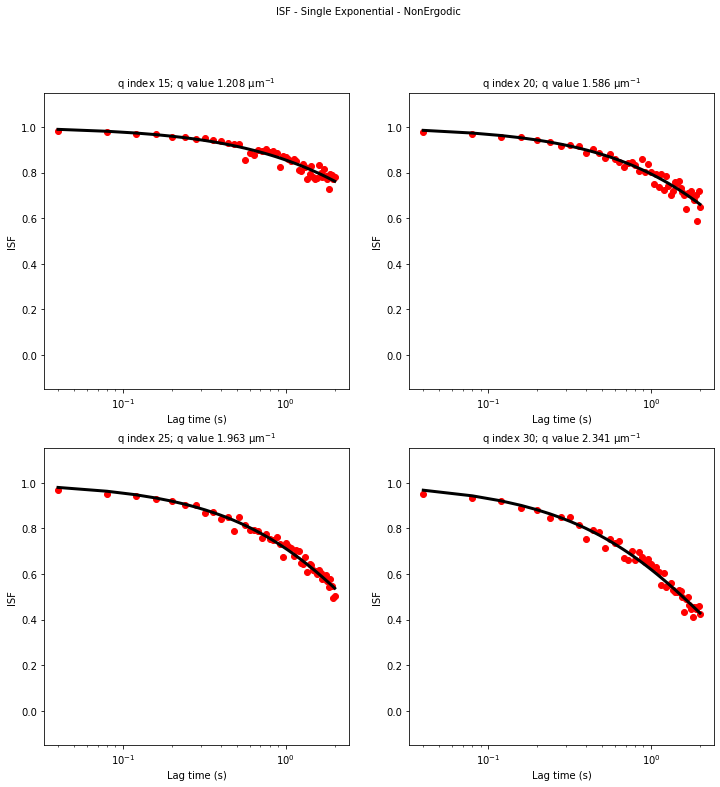 ISF - Single Exponential - NonErgodic
q index 15; q value 1.208 μm⁻¹
q index 20; q value 1.586 μm⁻¹
ISF
1.0
0.8
0.6
0.4
0.2
0.0
10⁻¹
10⁰
Lag time (s)
ISF
1.0
0.8
0.6
0.4
0.2
0.0
10⁻¹
10⁰
Lag time (s)
q index 25; q value 1.963 μm⁻¹
q index 30; q value 2.341 μm⁻¹
ISF
1.0
0.8
0.6
0.4
0.2
0.0
10⁻¹
10⁰
Lag time (s)
ISF
1.0
0.8
0.6
0.4
0.2
0.0
10⁻¹
10⁰
Lag time (s)